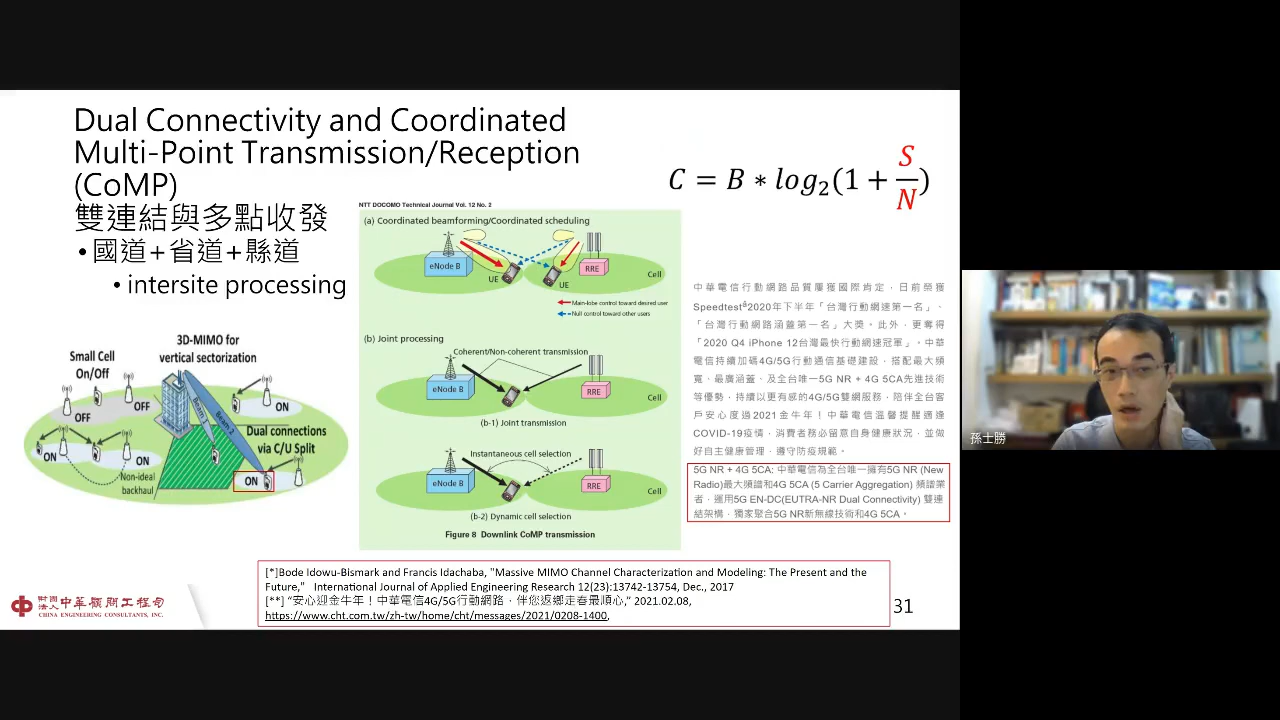 Dual Connectivity and Coordinated
Multi-Point Transmission/Reception
(CoMP)
雙連結與多點收發
•國道+省道+縣道
• intersite processing
C = B ∗ log2(1 + S/N)
NTT DOCOMO Technical Journal Vol. 12 No. 2
(a) Coordinated beamforming/Coordinated scheduling
eNode B
UE
UE
RRE
Cell
Main-lobe control toward desired user
Null control toward other users
(b) Joint processing
Coherent/Non-coherent transmission
eNode B
RRE
Cell
(b-1) Joint transmission
Instantaneous cell selection
eNode B
RRE
Cell
(b-2) Dynamic cell selection
Figure 8 Downlink CoMP transmission
3D-MIMO for
vertical sectorization
Small Cell
On/Off
OFF
OFF
ON
Beam 1
Beam 2
Dual connections
via C/U Split
ON
ON
Non-ideal
backhaul
ON
中華電信行動網路品質屢獲國際肯定，日前榮獲
Speedtest®2020年下半年「台灣行動網速第一名」、
「台灣行動網路涵蓋第一名」大獎。此外，更奪得
「2020 Q4 iPhone 12台灣最快行動網速冠軍」。中華
電信持續加碼4G/5G行動通信基礎建設，搭配最大頻
寬、最廣涵蓋、及全台唯一5G NR + 4G 5CA先進技術
等優勢，持續以更有感的4G/5G雙網服務，陪伴全台客
戶安心度過2021金牛年！中華電信溫馨提醒適逢
COVID-19疫情，消費者務必留意自身健康狀況，並做
好自主健康管理，遵守防疫規範。
5G NR + 4G 5CA: 中華電信為全台唯一擁有5G NR (New
Radio)最大頻譜和4G 5CA (5 Carrier Aggregation) 頻譜業
者，運用5G EN-DC(EUTRA-NR Dual Connectivity) 雙連
結架構，獨家聚合5G NR新無線技術和4G 5CA。
[*]Bode Idowu-Bismark and Francis Idachaba, "Massive MIMO Channel Characterization and Modeling: The Present and the
Future," International Journal of Applied Engineering Research 12(23):13742-13754, Dec., 2017
[**] "安心迎金牛年！中華電信4G/5G行動網路，伴您返鄉走春最順心," 2021.02.08,
https://www.cht.com.tw/zh-tw/home/cht/messages/2021/0208-1400,
財團法人中華顧問工程司
CHINA ENGINEERING CONSULTANTS, INC.
31
孫士勝